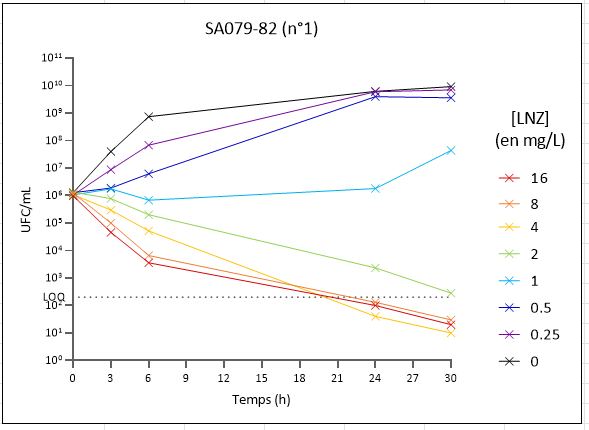 SA079-82 (n°1)
10¹¹
10¹⁰
10⁹
10⁸
10⁷
10⁶
10⁵
10⁴
10³
LOQ
10²
10¹
10⁰
UFC/mL
0 3 6 9 12 15 18 21 24 27 30
Temps (h)
[LNZ]
(en mg/L)
16
8
4
2
1
0.5
0.25
0